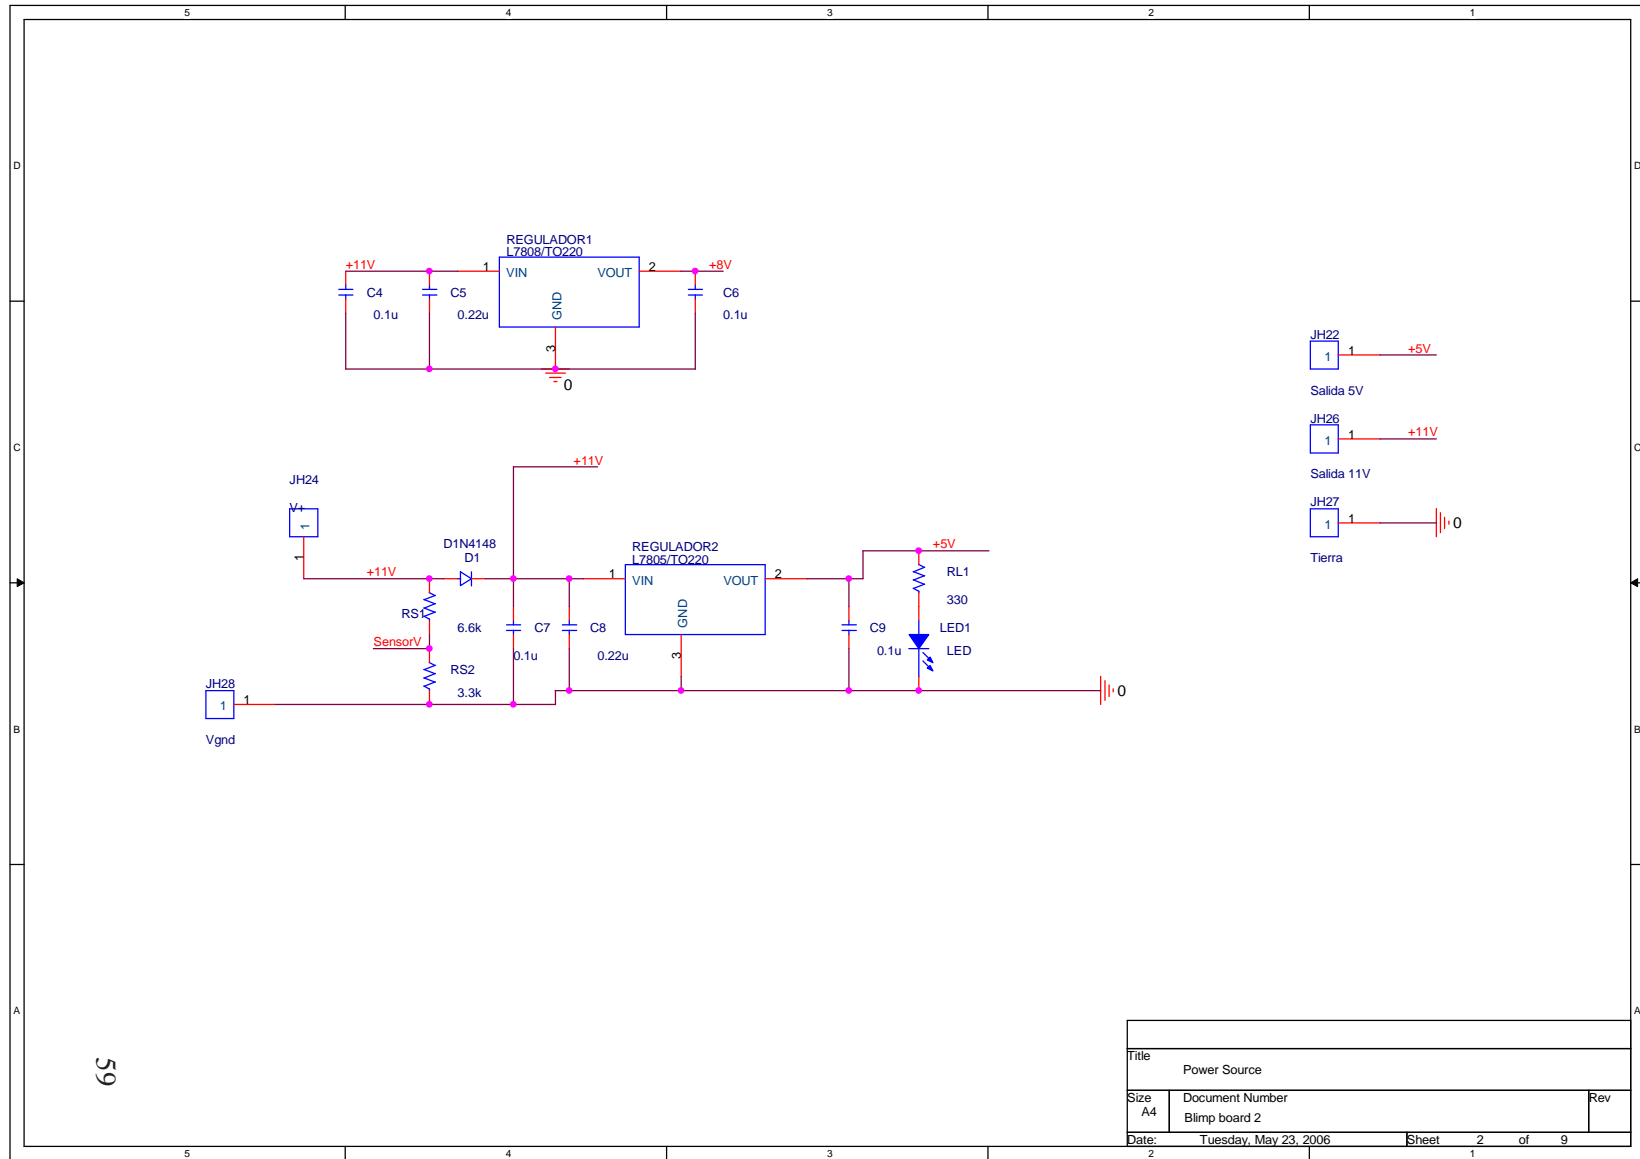 5 4 3 2 1
D D
REGULADOR1
L7808/TO220
+11V 1 VIN VOUT 2 +8V
C4 C5 GND C6
0.1u 0.22u 0.1u
3
0
JH22
1 1 +5V
Salida 5V
JH26
1 1 +11V
Salida 11V
JH27
1 1 0
Tierra
C C
+11V
JH24
V+
1
1
D1N4148
D1
+11V
REGULADOR2
L7805/TO220
1 VIN VOUT 2
GND
3
+5V
RL1
330
RS1
6.6k
C7
0.1u
C8
0.22u
C9
0.1u
LED1
LED
SensorV
RS2
3.3k
JH28
1 1
Vgnd
0
B B
A A
59
Title
Power Source
Size Document Number Rev
A4 Blimp board 2
Date: Tuesday, May 23, 2006 Sheet 2 of 9
5 4 3 2 1